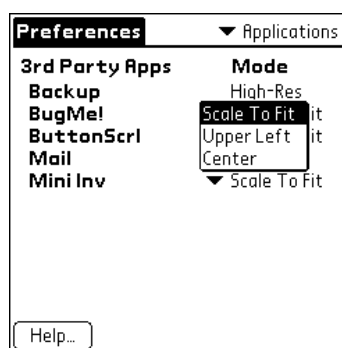 Preferences Applications
3rd Party Apps Mode
Backup High-Res
BugMe! Scale To Fit it
ButtonScrl Upper Left it
Mail Center
Mini Inv Scale To Fit
Help...